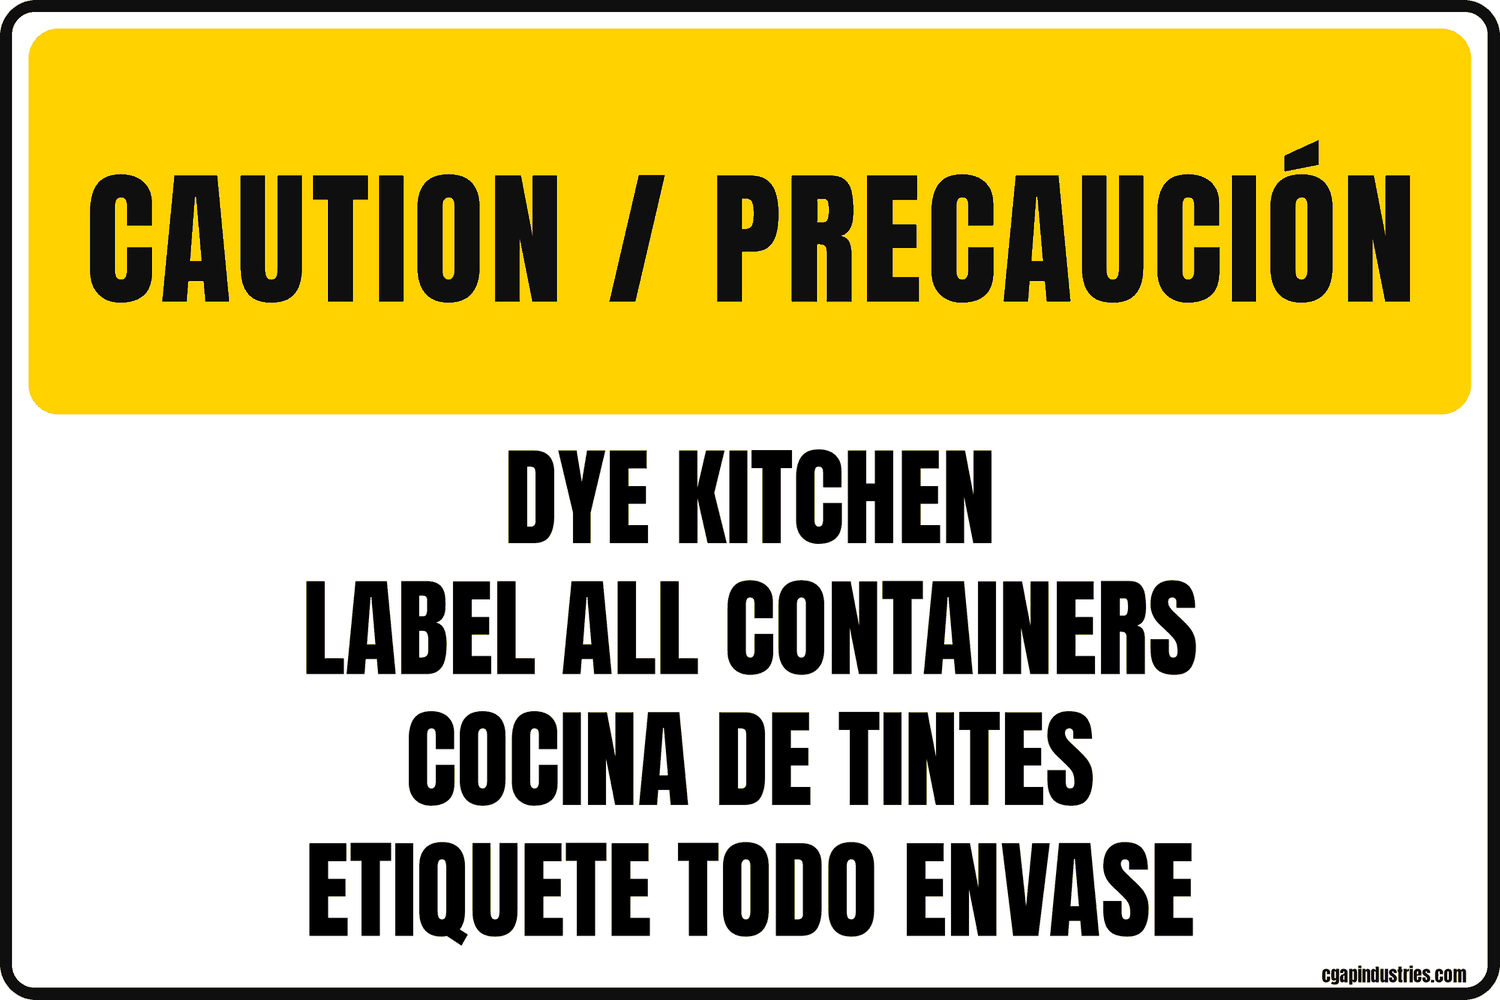 CAUTION / PRECAUCIÓN
DYE KITCHEN
LABEL ALL CONTAINERS
COCINA DE TINTES
ETIQUETE TODO ENVASE
cgapindustries.com